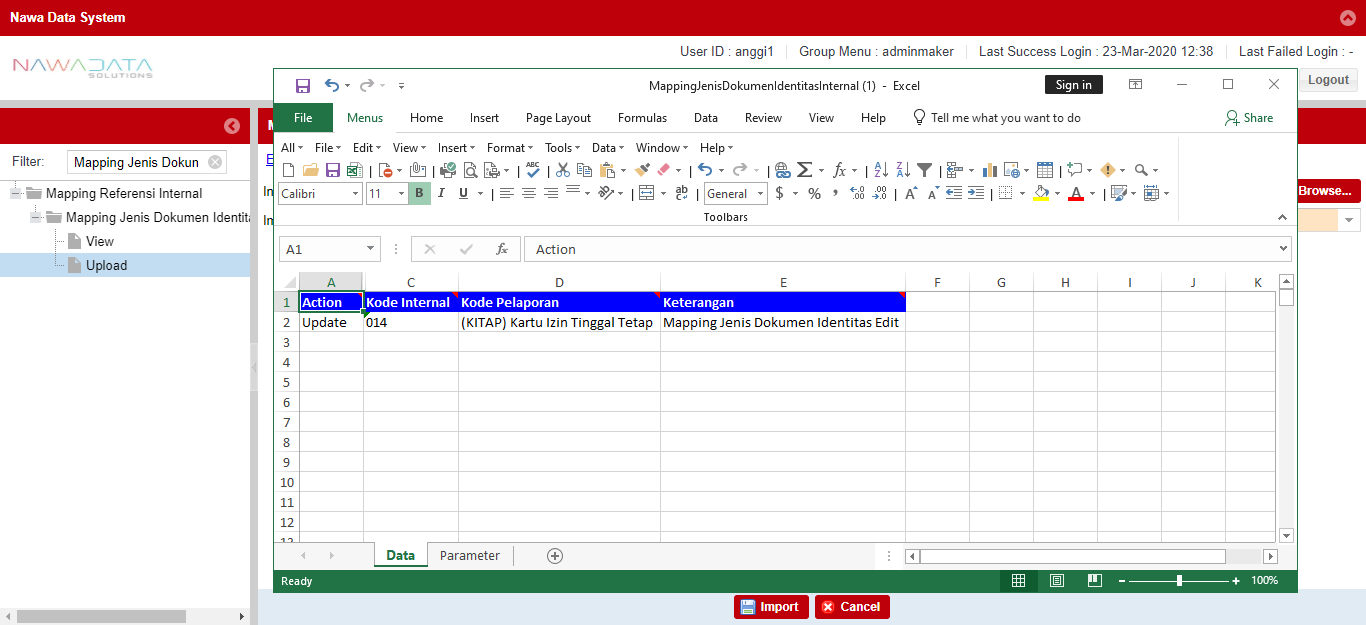 Nawa Data System
User ID : anggi1 Group Menu : adminmaker Last Success Login : 23-Mar-2020 12:38 Last Failed Login : -
NAWADATA
SOLUTIONS
Logout
MappingJenisDokumenIdentitasInternal (1) - Excel
Sign in
File Menus Home Insert Page Layout Formulas Data Review View Help Tell me what you want to do Share
All File Edit View Insert Format Tools Data Window Help
Calibri 11 B I U General $ %
Toolbars
Filter: Mapping Jenis Dokun
Mapping Referensi Internal
Mapping Jenis Dokumen Identita
View
Upload
Browse...
A1 fx Action
A C D E F G H I J K
1 Action Kode Internal Kode Pelaporan Keterangan
2 Update 014 (KITAP) Kartu Izin Tinggal Tetap Mapping Jenis Dokumen Identitas Edit
3
4
5
6
7
8
9
10
11
12
13
Data Parameter
Ready 100%
Import Cancel